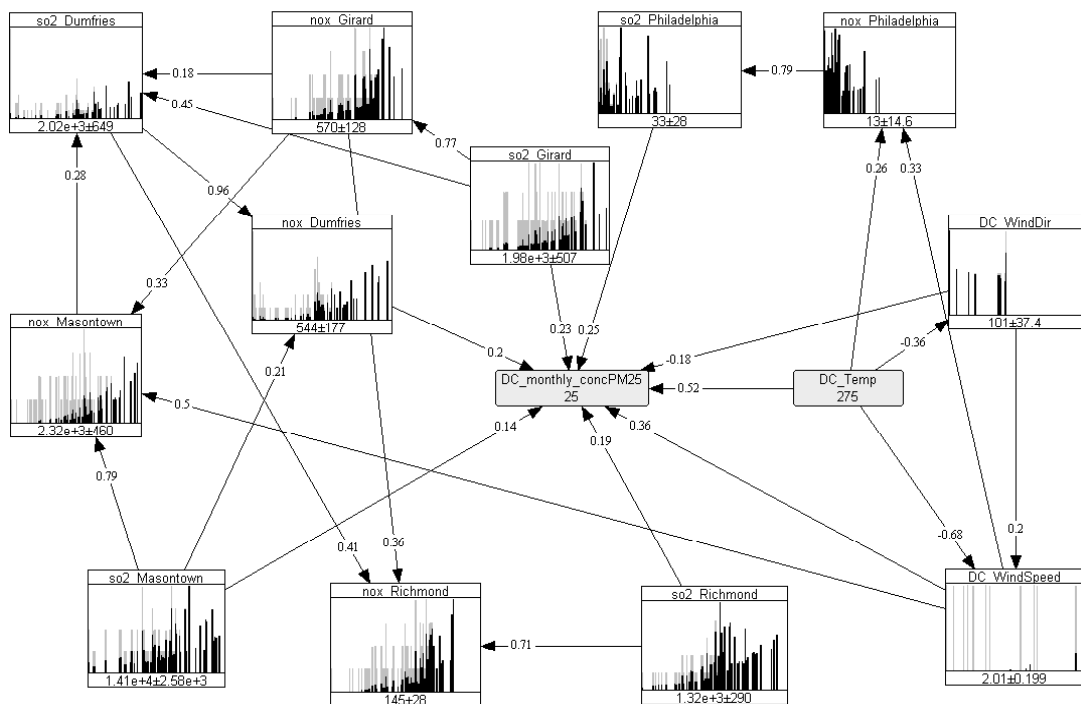 so2_Dumfries
2.02e+3±649
nox_Girard
570±128
so2_Philadelphia
33±28
nox_Philadelphia
13±14.6
0.18
0.45
0.79
0.77
so2_Girard
1.98e+3±507
0.28
0.96
0.26
0.33
nox_Dumfries
544±177
DC_WindDir
101±37.4
0.33
nox_Masontown
2.32e+3±460
0.21
0.2
0.23
0.25
-0.18
-0.36
DC_monthly_concPM25
25
0.52
DC_Temp
275
0.5
0.14
0.19
0.36
0.79
0.41
0.36
-0.68
0.2
so2_Masontown
1.41e+4±2.58e+3
nox_Richmond
145±28
0.71
so2_Richmond
1.32e+3±290
DC_WindSpeed
2.01±0.199